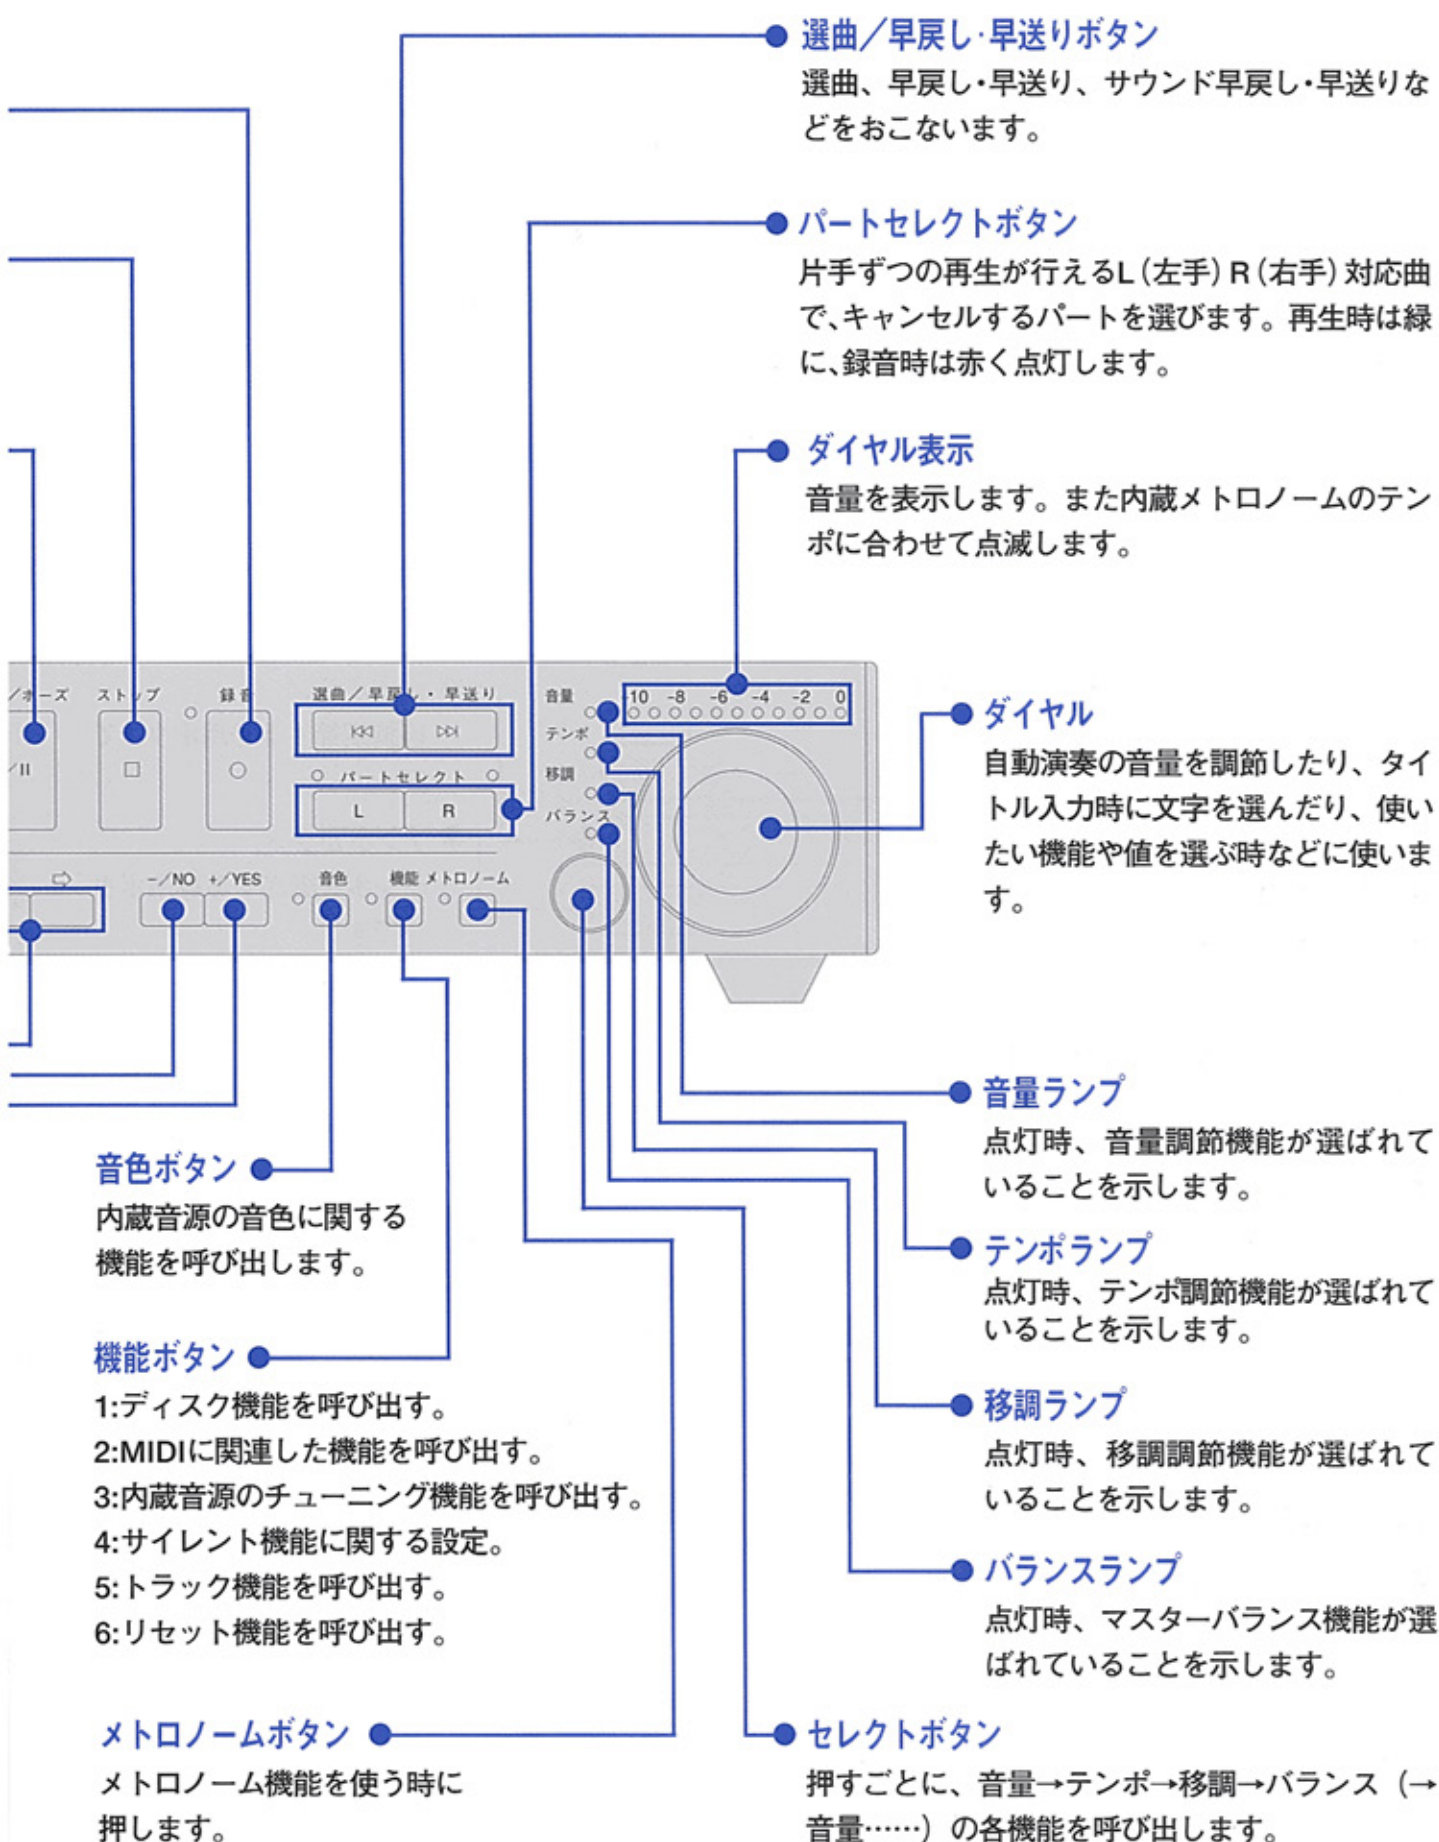 選曲／早戻し・早送りボタン
選曲、早戻し・早送り、サウンド早戻し・早送りな
どをおこないます。
パートセレクトボタン
片手ずつの再生が行えるL（左手）R（右手）対応曲
で、キャンセルするパートを選びます。再生時は緑
に、録音時は赤く点灯します。
ダイヤル表示
音量を表示します。また内蔵メトロノームのテン
ポに合わせて点滅します。
／ポーズ ストップ 録音 選曲／早戻し・早送り 音量 -10 -8 -6 -4 -2 0
テンポ
移調
／II
パートセレクト
バランス
L R
ダイヤル
自動演奏の音量を調節したり、タイ
トル入力時に文字を選んだり、使い
たい機能や値を選ぶ時などに使いま
す。
−／NO +／YES 音色 機能 メトロノーム
音量ランプ
点灯時、音量調節機能が選ばれて
いることを示します。
テンポランプ
点灯時、テンポ調節機能が選ばれて
いることを示します。
移調ランプ
点灯時、移調調節機能が選ばれて
いることを示します。
バランスランプ
点灯時、マスターバランス機能が選
ばれていることを示します。
セレクトボタン
押すごとに、音量→テンポ→移調→バランス（→
音量……）の各機能を呼び出します。
音色ボタン
内蔵音源の音色に関する
機能を呼び出します。
機能ボタン
1:ディスク機能を呼び出す。
2:MIDIに関連した機能を呼び出す。
3:内蔵音源のチューニング機能を呼び出す。
4:サイレント機能に関する設定。
5:トラック機能を呼び出す。
6:リセット機能を呼び出す。
メトロノームボタン
メトロノーム機能を使う時に
押します。